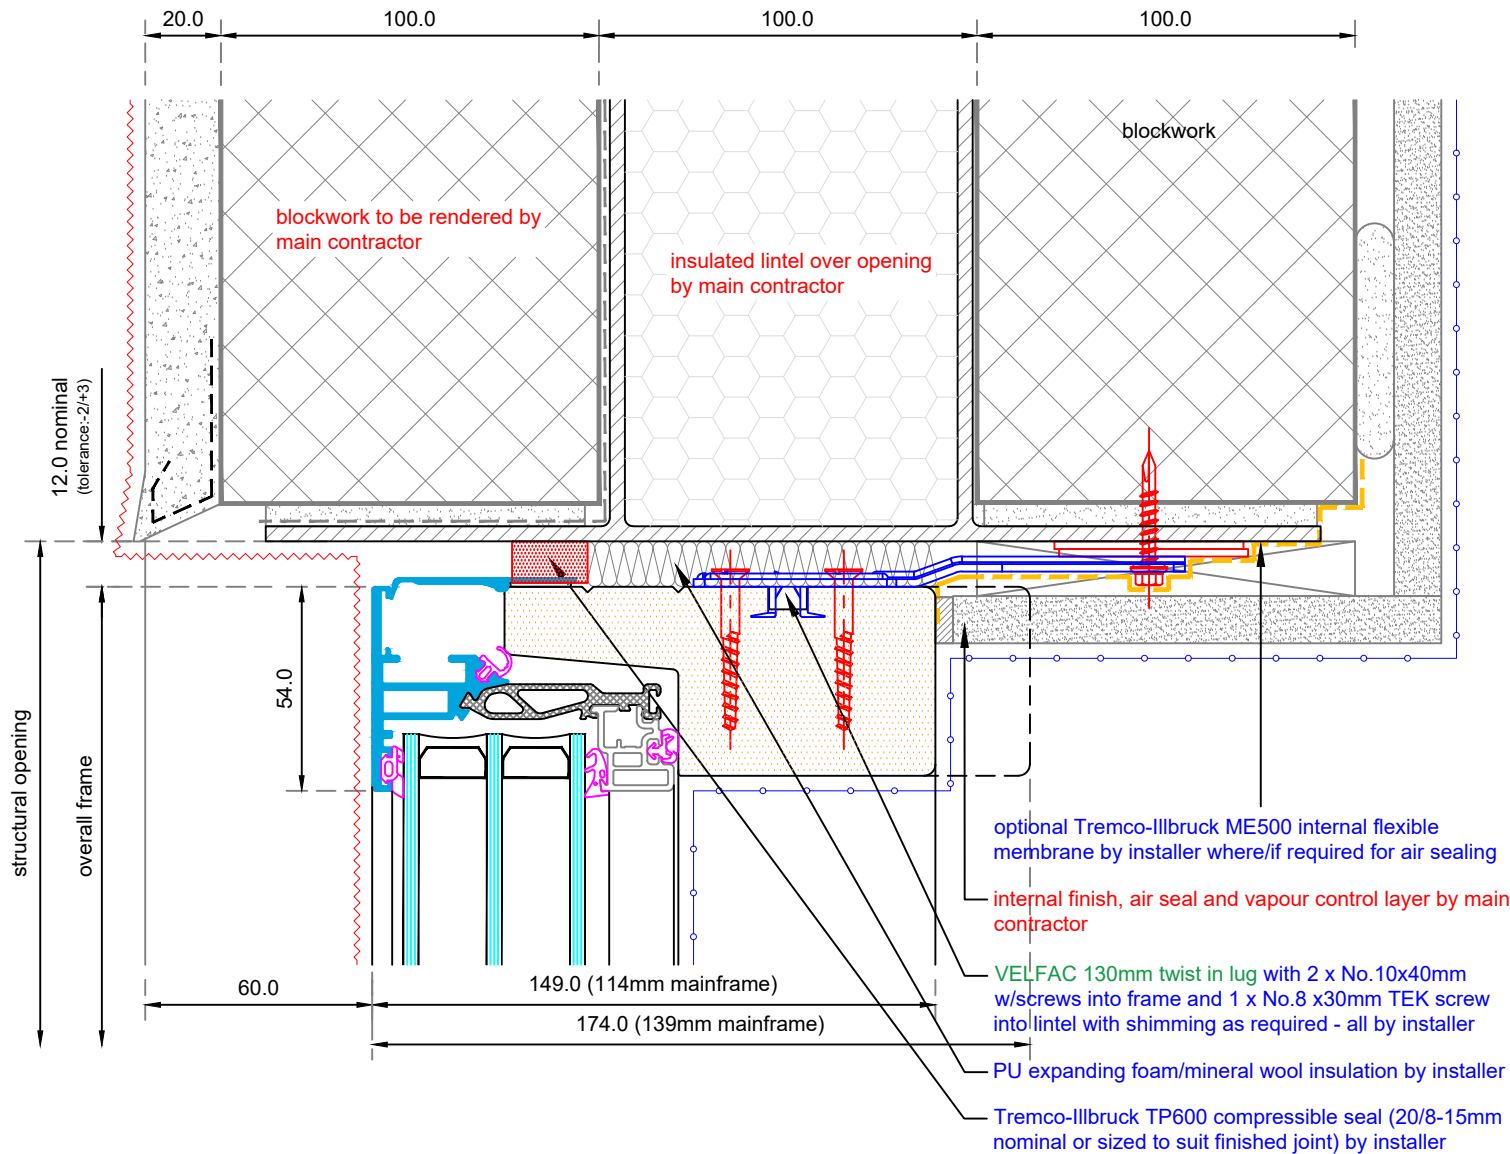 20.0
100.0
100.0
100.0
blockwork
blockwork to be rendered by
main contractor
insulated lintel over opening
by main contractor
12.0 nominal
(tolerance:-2/+3)
54.0
structural opening
overall frame
optional Tremco-Illbruck ME500 internal flexible
membrane by installer where/if required for air sealing
internal finish, air seal and vapour control layer by main
contractor
VELFAC 130mm twist in lug with 2 x No.10x40mm
w/screws into frame and 1 x No.8 x30mm TEK screw
into lintel with shimming as required - all by installer
60.0
149.0 (114mm mainframe)
174.0 (139mm mainframe)
PU expanding foam/mineral wool insulation by installer
Tremco-Illbruck TP600 compressible seal (20/8-15mm
nominal or sized to suit finished joint) by installer